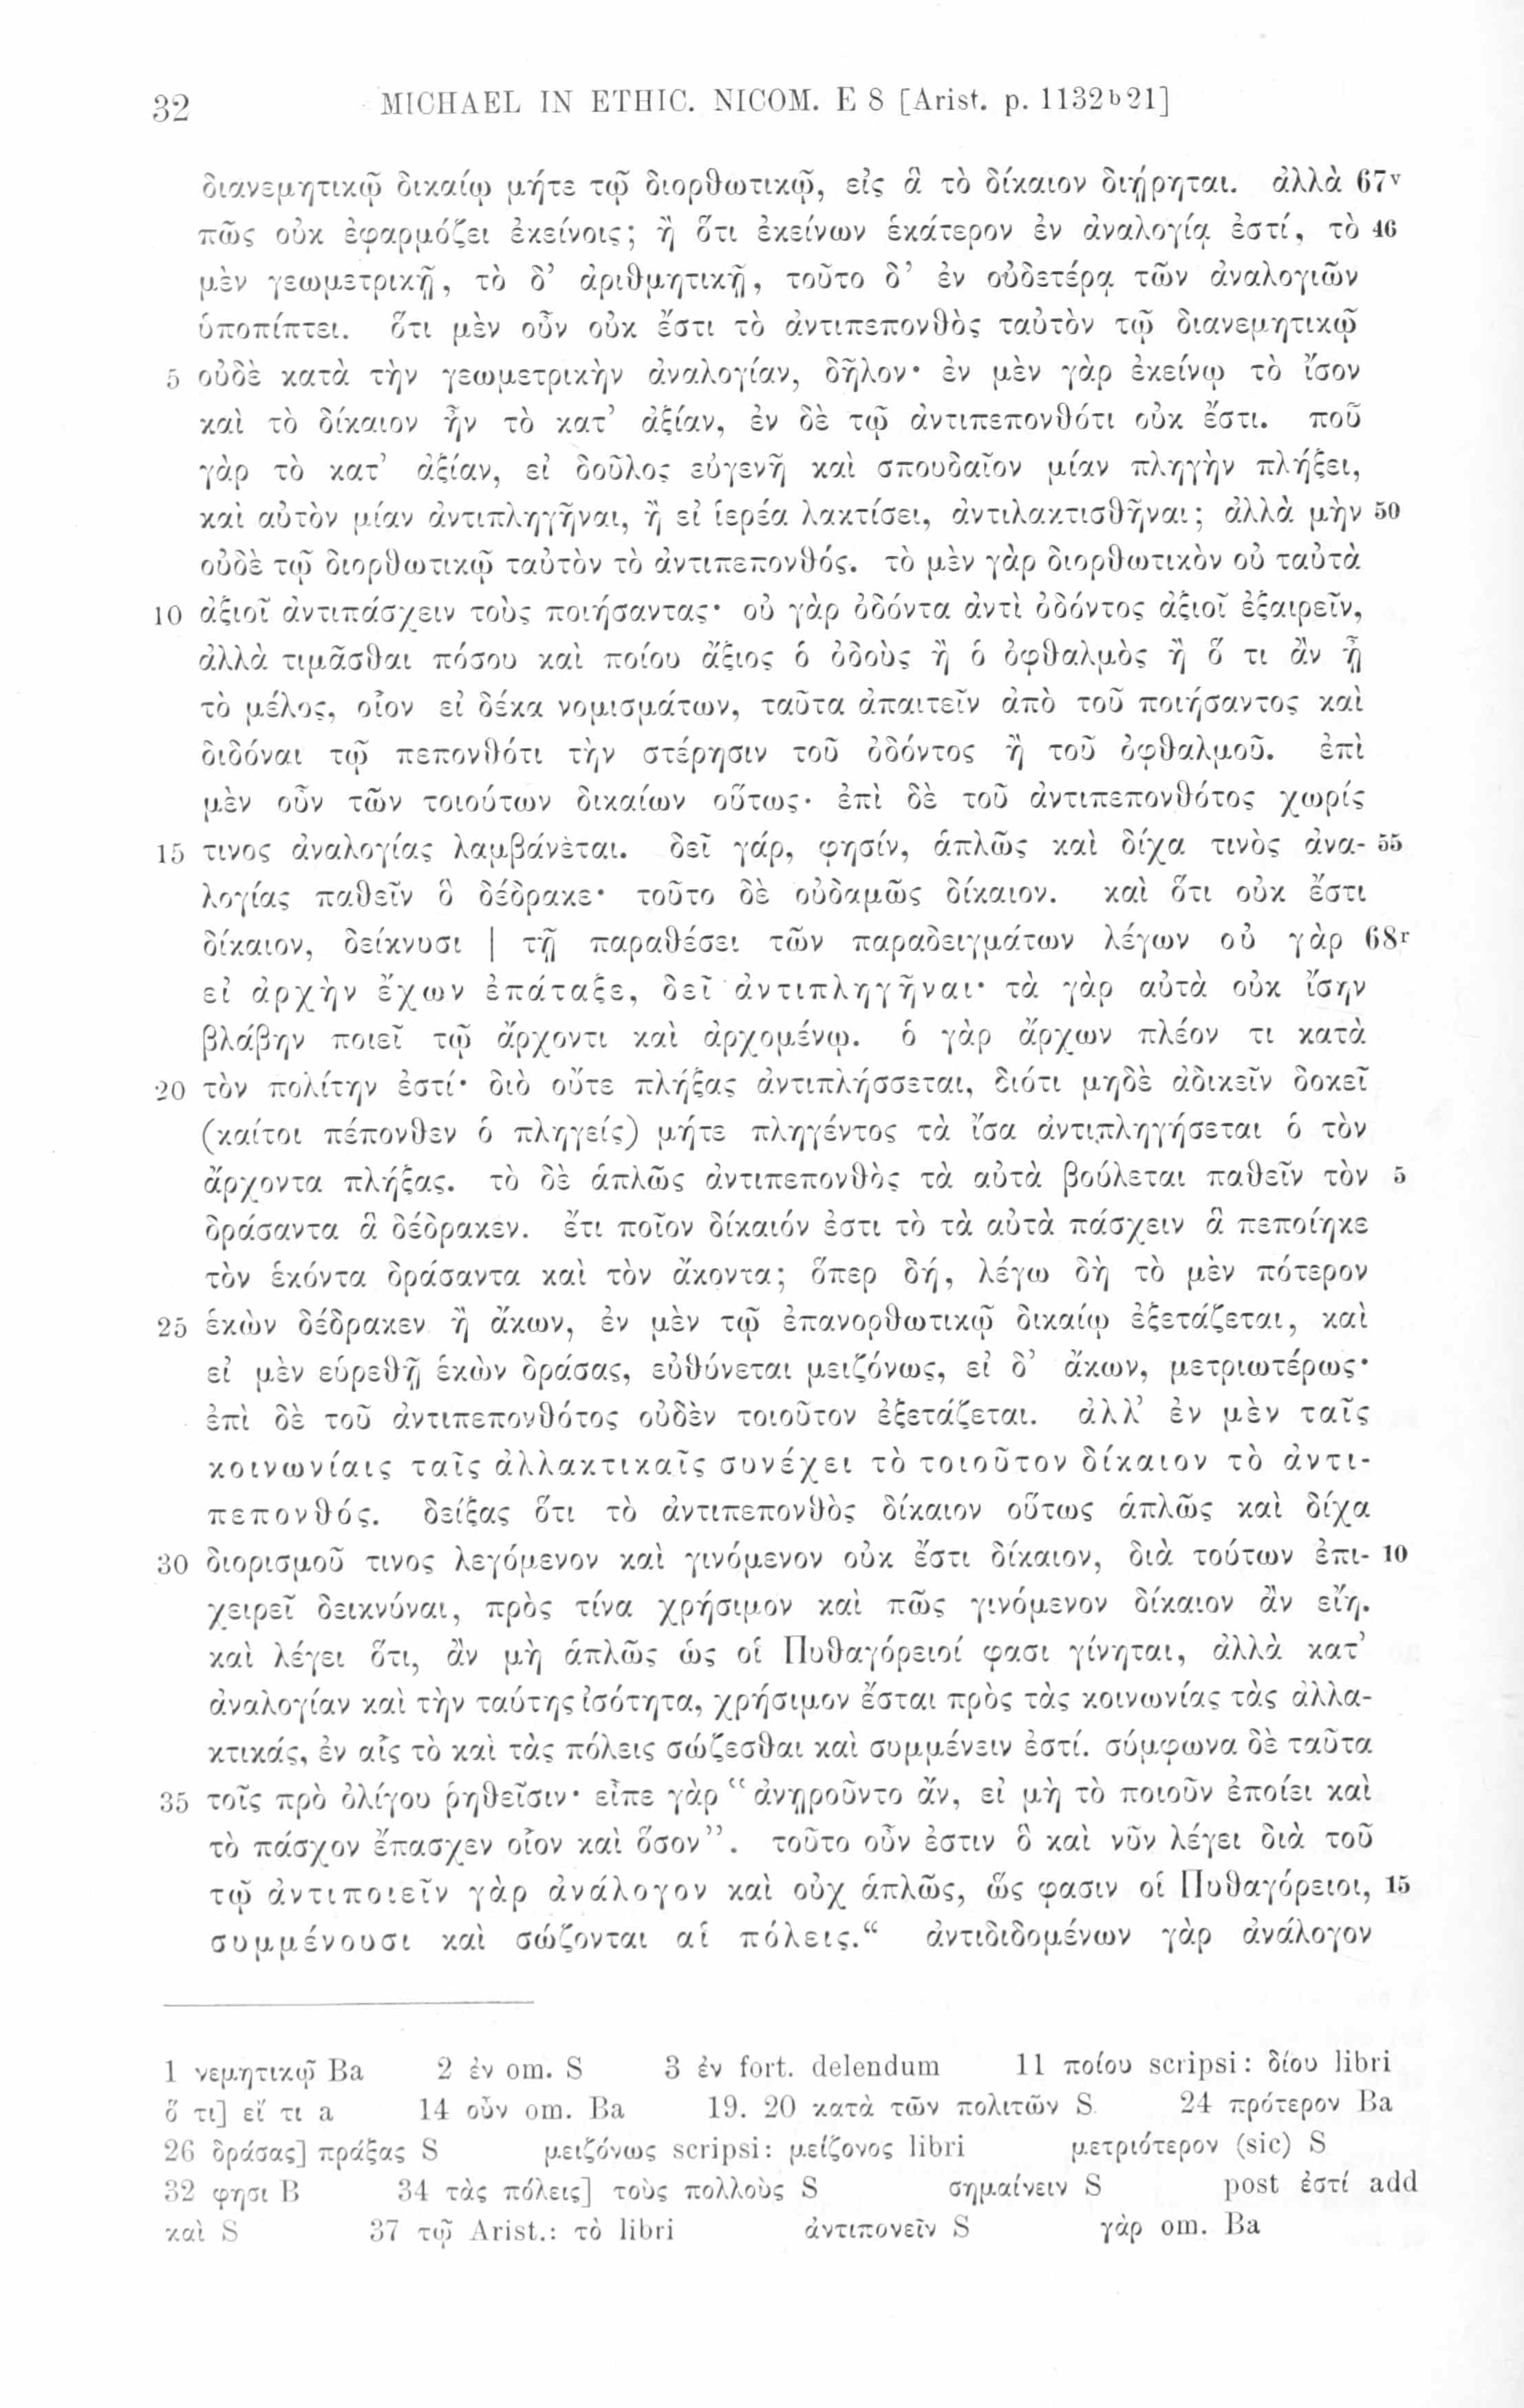 32 MICHAEL IN ETHIC. NICOM. E 8 [Arist. p. 1132b21]
διανεμητικῷ δικαίῳ μήτε τῷ διορθωτικῷ, εἰς ἃ τὸ δίκαιον διῄρηται. ἀλλὰ 67v
πῶς οὐκ ἐφαρμόζει ἐκείνοις; ἢ ὅτι ἐκείνων ἑκάτερον ἐν ἀναλογίᾳ ἐστί, τὸ 46
μὲν γεωμετρικῇ, τὸ δ’ ἀριθμητικῇ, τοῦτο δ’ ἐν οὐδετέρᾳ τῶν ἀναλογιῶν
ὑποπίπτει. ὅτι μὲν οὖν οὐκ ἔστι τὸ ἀντιπεπονθὸς ταὐτὸν τῷ διανεμητικῷ
5 οὐδὲ κατὰ τὴν γεωμετρικὴν ἀναλογίαν, δῆλον· ἐν μὲν γὰρ ἐκείνῳ τὸ ἴσον
καὶ τὸ δίκαιον ἦν τὸ κατ’ ἀξίαν, ἐν δὲ τῷ ἀντιπεπονθότι οὐκ ἔστι. ποῦ
γὰρ τὸ κατ’ ἀξίαν, εἰ δοῦλος εὐγενῆ καὶ σπουδαῖον μίαν πληγὴν πλήξει,
καὶ αὐτὸν μίαν ἀντιπληγῆναι, ἢ εἰ ἱερέα λακτίσει, ἀντιλακτισθῆναι; ἀλλὰ μὴν 50
οὐδὲ τῷ διορθωτικῷ ταὐτὸν τὸ ἀντιπεπονθός. τὸ μὲν γὰρ διορθωτικὸν οὐ ταὐτὰ
10 ἀξιοῖ ἀντιπάσχειν τοὺς ποιήσαντας· οὐ γὰρ ὀδόντα ἀντὶ ὀδόντος ἀξιοῖ ἐξαιρεῖν,
ἀλλὰ τιμᾶσθαι πόσου καὶ ποίου ἄξιος ὁ ὀδοὺς ἢ ὁ ὀφθαλμὸς ἢ ὅ τι ἂν ᾖ
τὸ μέλος, οἷον εἰ δέκα νομισμάτων, ταῦτα ἀπαιτεῖν ἀπὸ τοῦ ποιήσαντος καὶ
διδόναι τῷ πεπονθότι τὴν στέρησιν τοῦ ὀδόντος ἢ τοῦ ὀφθαλμοῦ. ἐπὶ
μὲν οὖν τῶν τοιούτων δικαίων οὕτως· ἐπὶ δὲ τοῦ ἀντιπεπονθότος χωρίς
15 τινος ἀναλογίας λαμβάνεται. δεῖ γάρ, φησίν, ἁπλῶς καὶ δίχα τινὸς ἀνα- 55
λογίας παθεῖν ὃ δέδρακε· τοῦτο δὲ οὐδαμῶς δίκαιον. καὶ ὅτι οὐκ ἔστι
δίκαιον, δείκνυσι | τῇ παραθέσει τῶν παραδειγμάτων λέγων οὐ γὰρ 68r
εἰ ἀρχὴν ἔχων ἐπάταξε, δεῖ ἀντιπληγῆναι· τὰ γὰρ αὐτὰ οὐκ ἴσην
βλάβην ποιεῖ τῷ ἄρχοντι καὶ ἀρχομένῳ. ὁ γὰρ ἄρχων πλέον τι κατὰ
20 τὸν πολίτην ἐστί· διὸ οὔτε πλήξας ἀντιπλήσσεται, διότι μηδὲ ἀδικεῖν δοκεῖ
(καίτοι πέπονθεν ὁ πληγείς) μήτε πληγέντος τὰ ἴσα ἀντιπληγήσεται ὁ τὸν
ἄρχοντα πλήξας. τὸ δὲ ἁπλῶς ἀντιπεπονθὸς τὰ αὐτὰ βούλεται παθεῖν τὸν 5
δράσαντα ἃ δέδρακεν. ἔτι ποῖον δίκαιόν ἐστι τὸ τὰ αὐτὰ πάσχειν ἃ πεποίηκε
τὸν ἑκόντα δράσαντα καὶ τὸν ἄκοντα; ὅπερ δή, λέγω δὴ τὸ μὲν πότερον
25 ἑκὼν δέδρακεν ἢ ἄκων, ἐν μὲν τῷ ἐπανορθωτικῷ δικαίῳ ἐξετάζεται, καὶ
εἰ μὲν εὑρεθῇ ἑκὼν δράσας, εὐθύνεται μειζόνως, εἰ δ’ ἄκων, μετριωτέρως·
ἐπὶ δὲ τοῦ ἀντιπεπονθότος οὐδὲν τοιοῦτον ἐξετάζεται. ἀλλ’ ἐν μὲν ταῖς
κοινωνίαις ταῖς ἀλλακτικαῖς συνέχει τὸ τοιοῦτον δίκαιον τὸ ἀντι-
πεπονθός. δείξας ὅτι τὸ ἀντιπεπονθὸς δίκαιον οὕτως ἁπλῶς καὶ δίχα
30 διορισμοῦ τινος λεγόμενον καὶ γινόμενον οὐκ ἔστι δίκαιον, διὰ τούτων ἐπι- 10
χειρεῖ δεικνύναι, πρὸς τίνα χρήσιμον καὶ πῶς γινόμενον δίκαιον ἂν εἴη.
καὶ λέγει ὅτι, ἂν μὴ ἁπλῶς ὡς οἱ Πυθαγόρειοί φασι γίνηται, ἀλλὰ κατ’
ἀναλογίαν καὶ τὴν ταύτης ἰσότητα, χρήσιμον ἔσται πρὸς τὰς κοινωνίας τὰς ἀλλα-
κτικάς, ἐν αἷς τὸ καὶ τὰς πόλεις σώζεσθαι καὶ συμμένειν ἐστί. σύμφωνα δὲ ταῦτα
35 τοῖς πρὸ ὀλίγου ῥηθεῖσιν· εἶπε γὰρ “ἀνῃροῦντο ἄν, εἰ μὴ τὸ ποιοῦν ἐποίει καὶ
τὸ πάσχον ἔπασχεν οἷον καὶ ὅσον”. τοῦτο οὖν ἐστιν ὃ καὶ νῦν λέγει διὰ τοῦ
τῷ ἀντιποιεῖν γὰρ ἀνάλογον καὶ οὐχ ἁπλῶς, ὥς φασιν οἱ Πυθαγόρειοι, 15
συμμένουσι καὶ σώζονται αἱ πόλεις.“ ἀντιδιδομένων γὰρ ἀνάλογον
1 νεμητικῷ Ba 2 ἐν om. S 3 ἐν fort. delendum 11 ποίου scripsi: δίου libri
ὅ τι] εἴ τι a 14 οὖν om. Ba 19. 20 κατὰ τῶν πολιτῶν S 24 πρότερον Ba
26 δράσας] πράξας S μειζόνως scripsi: μείζονος libri μετριότερον (sic) S
32 φησι B 34 τὰς πόλεις] τοὺς πολλοὺς S σημαίνειν S post ἐστί add
καὶ S 37 τῷ Arist.: τὸ libri ἀντιπονεῖν S γὰρ om. Ba